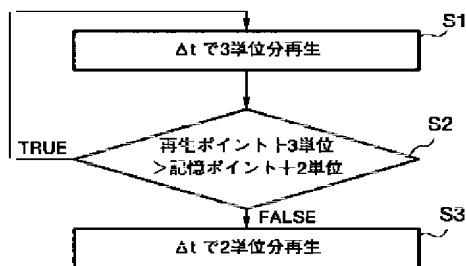 S1
Δt で3単位分再生
S2
再生ポイント+3単位
>記憶ポイント+2単位
TRUE
FALSE
S3
Δt で2単位分再生